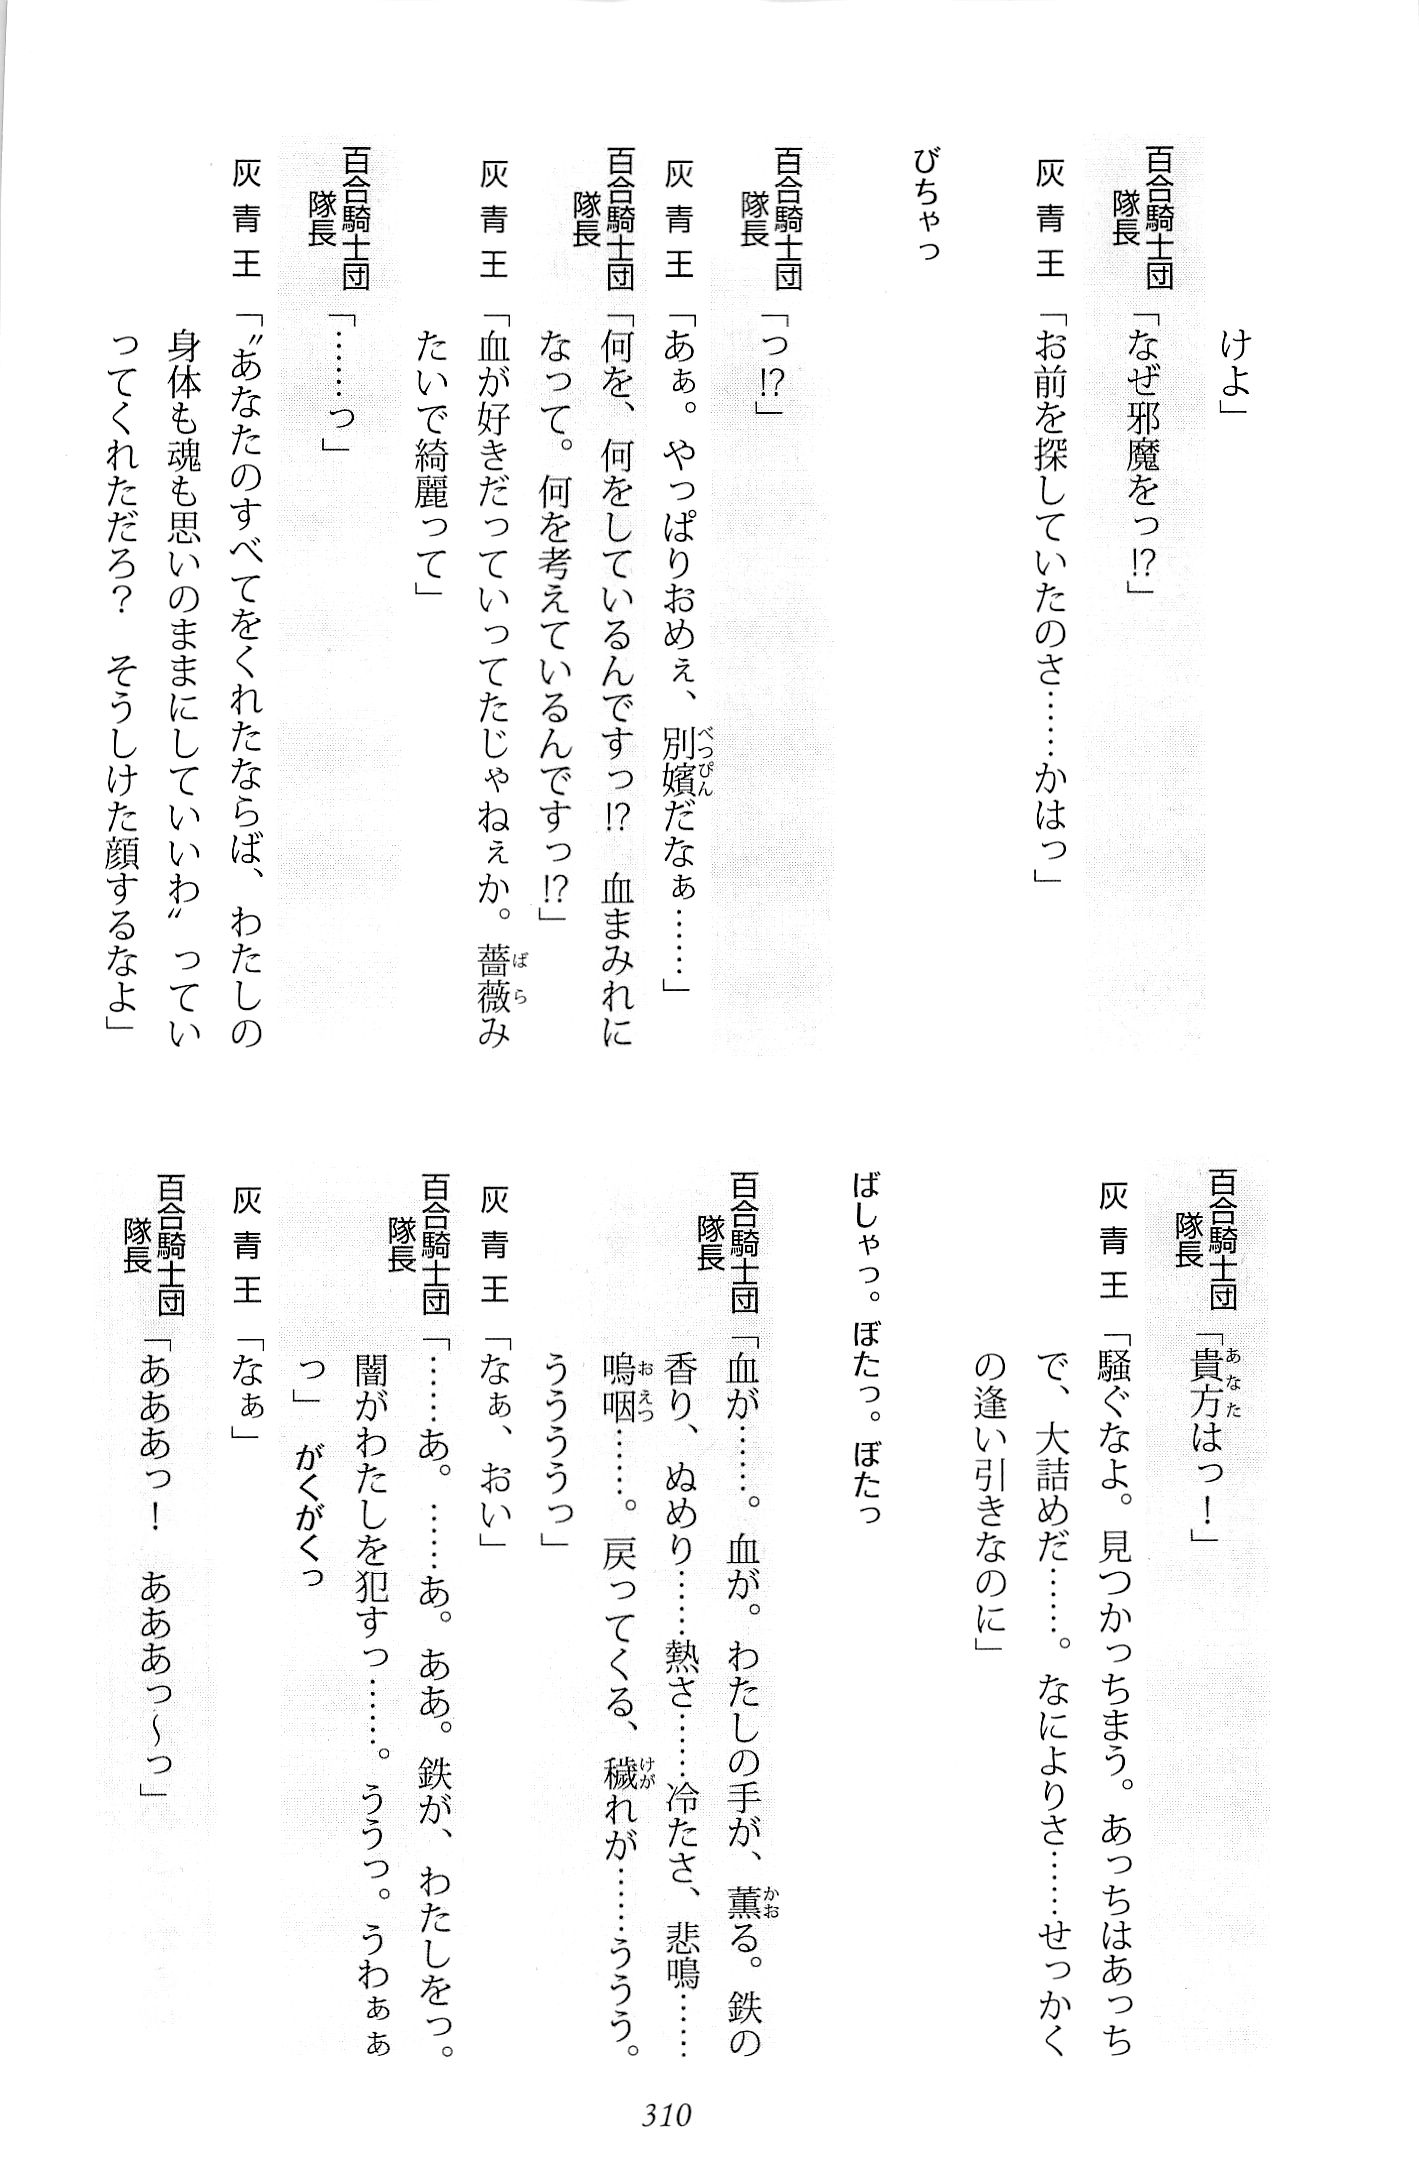 けよ」
百合騎士団
隊長「なぜ邪魔をっ!?」
灰青王「お前を探していたのさ……かはっ」
びちゃっ
百合騎士団
隊長「っ!?」
灰青王「あぁ。やっぱりおめぇ、別嬪だなぁ……」
百合騎士団
隊長「何を、何をしているんですっ!?　血まみれに
なって。何を考えているんですっ!?」
灰青王「血が好きだっていってたじゃねぇか。薔薇み
たいで綺麗って」
百合騎士団
隊長「……っ」
灰青王「〝あなたのすべてをくれたならば、わたしの
身体も魂も思いのままにしていいわ〟ってい
ってくれただろ？　そうしけた顔するなよ」
百合騎士団
隊長「貴方はっ！」
灰青王「騒ぐなよ。見つかっちまう。あっちはあっち
で、大詰めだ……。なによりさ……せっかく
の逢い引きなのに」
ばしゃっ。ぼたっ。ぼたっ
百合騎士団
隊長「血が……。血が。わたしの手が、薫る。鉄の
香り、ぬめり……熱さ……冷たさ、悲鳴……
嗚咽……。戻ってくる、穢れが……ううう。
うううっ」
灰青王「なぁ、おい」
百合騎士団
隊長「……あ。……あ。ああ。鉄が、わたしをっ。
闇がわたしを犯すっ……。ううっ。うわぁぁ
っ」　がくがくっ
灰青王「なぁ」
百合騎士団
隊長「あああっ！　あああっ～っ」
310